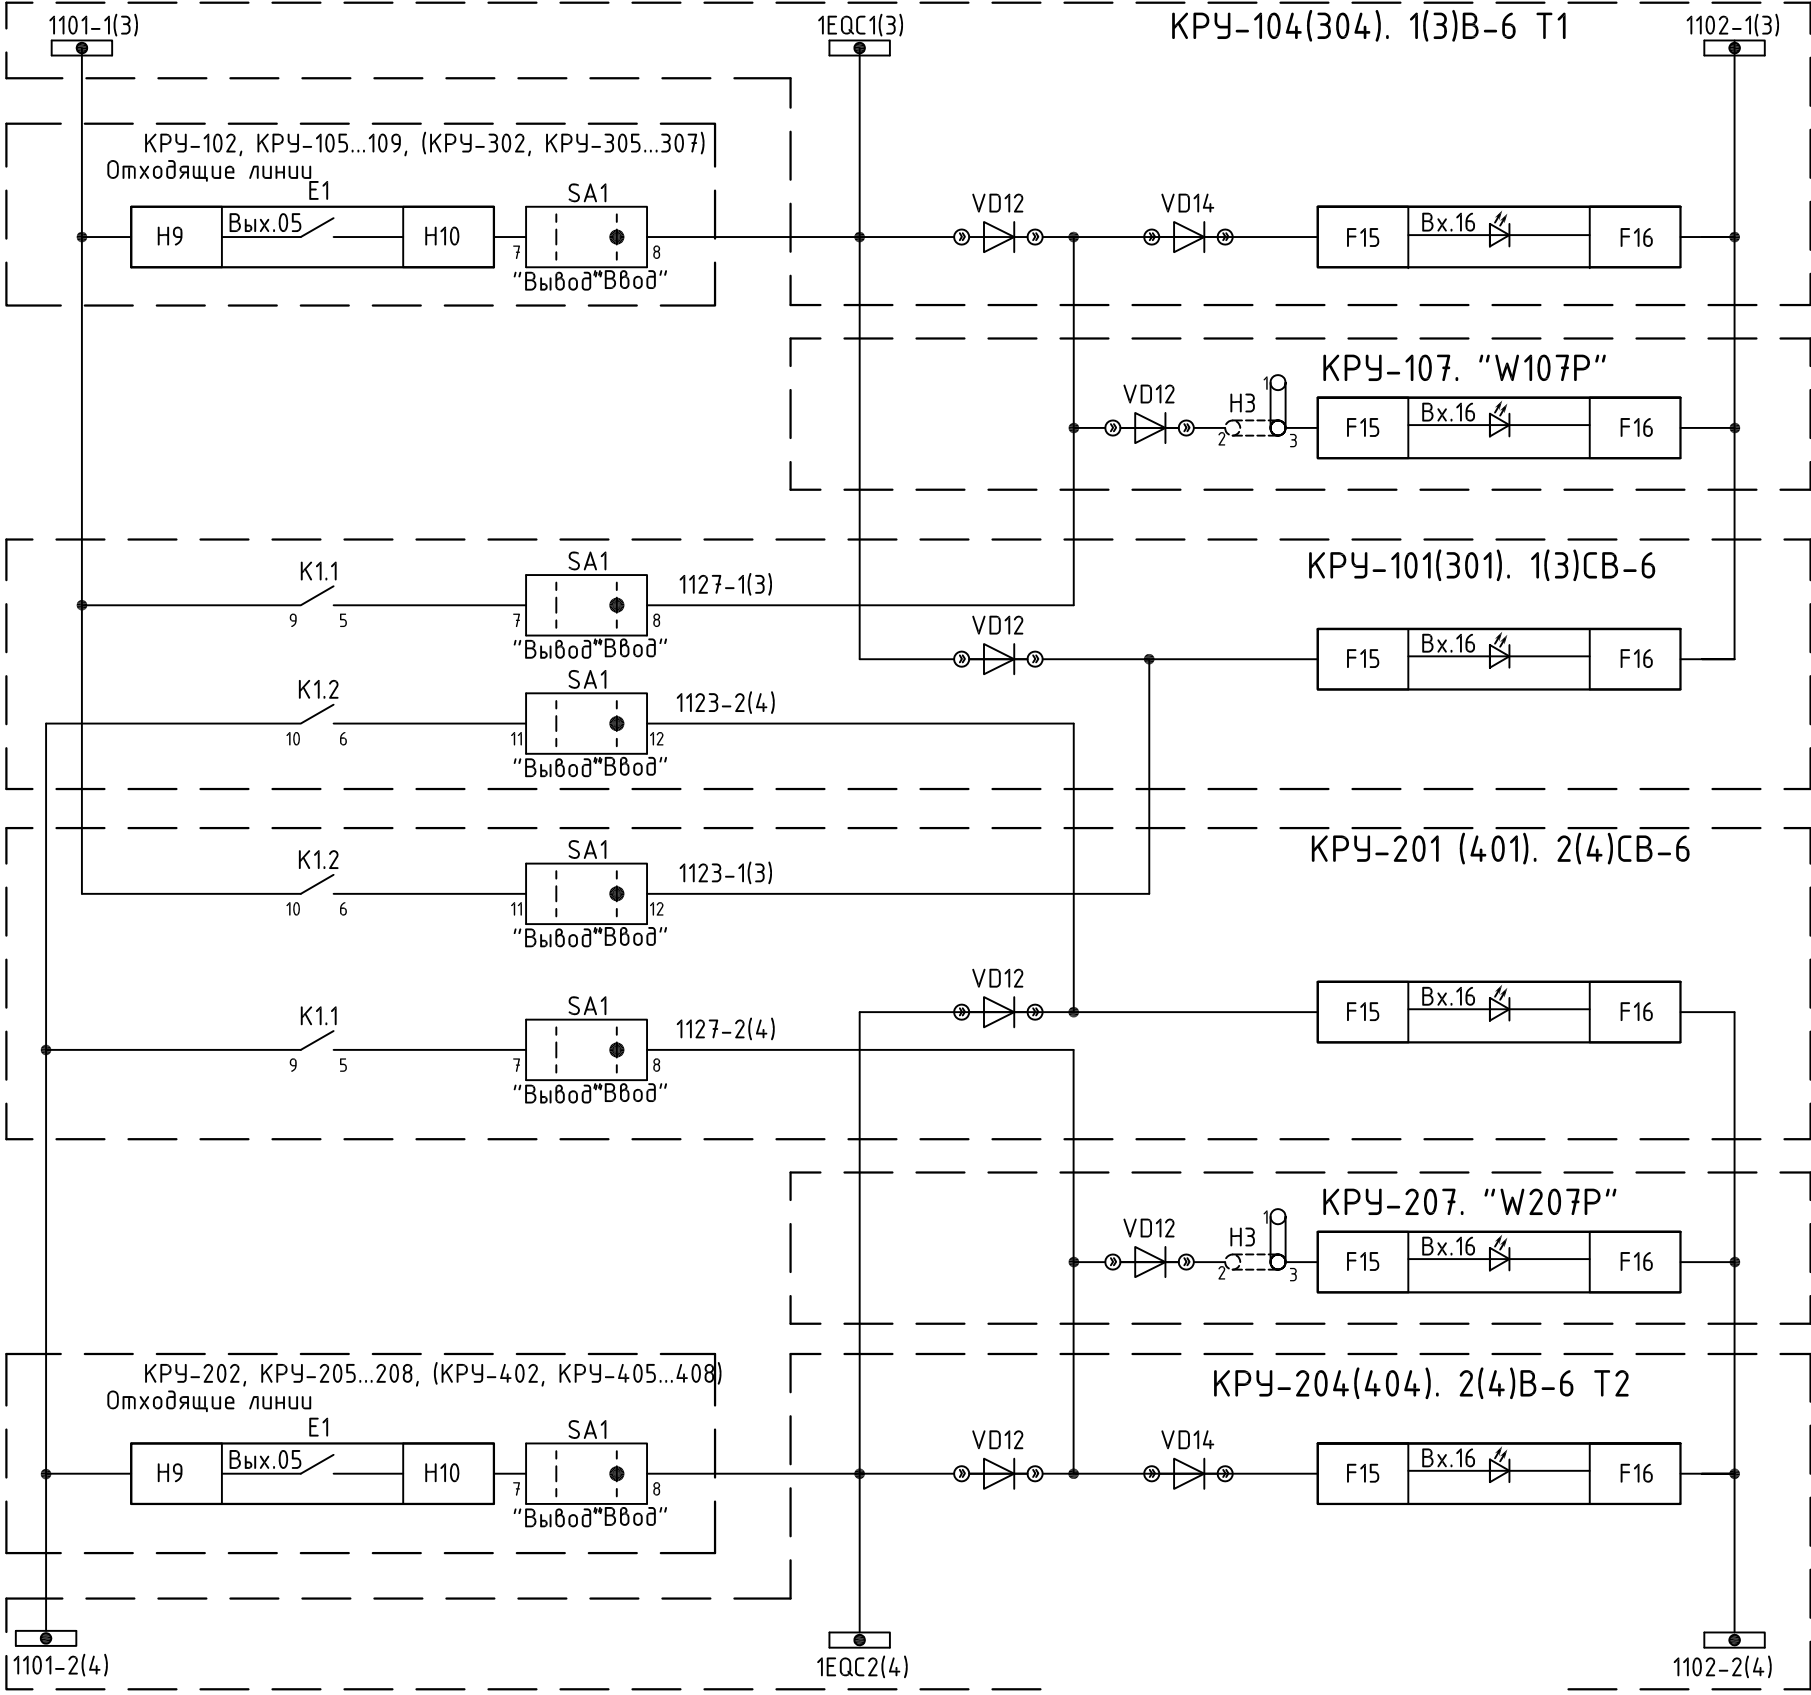 1101-1(3)
1EQC1(3)
КРУ-104(304). 1(3)В-6 Т1
1102-1(3)
КРУ-102, КРУ-105...109, (КРУ-302, КРУ-305...307)
Отходящие линии
E1
SA1
VD12
VD14
H9
Вых.05
H10
7
8
F15
Вх.16
F16
"Вывод"
"Ввод"
КРУ-107. "W107P"
VD12
H3
1
2
3
F15
Вх.16
F16
КРУ-101(301). 1(3)СВ-6
K1.1
SA1
1127-1(3)
9
5
7
8
"Вывод"
"Ввод"
VD12
F15
Вх.16
F16
K1.2
SA1
1123-2(4)
10
6
11
12
"Вывод"
"Ввод"
КРУ-201 (401). 2(4)СВ-6
K1.2
SA1
1123-1(3)
10
6
11
12
"Вывод"
"Ввод"
VD12
F15
Вх.16
F16
K1.1
SA1
1127-2(4)
9
5
7
8
"Вывод"
"Ввод"
КРУ-207. "W207P"
VD12
H3
1
2
3
F15
Вх.16
F16
КРУ-202, КРУ-205...208, (КРУ-402, КРУ-405...408)
Отходящие линии
КРУ-204(404). 2(4)В-6 Т2
E1
SA1
VD12
VD14
H9
Вых.05
H10
7
8
F15
Вх.16
F16
"Вывод"
"Ввод"
1101-2(4)
1EQC2(4)
1102-2(4)